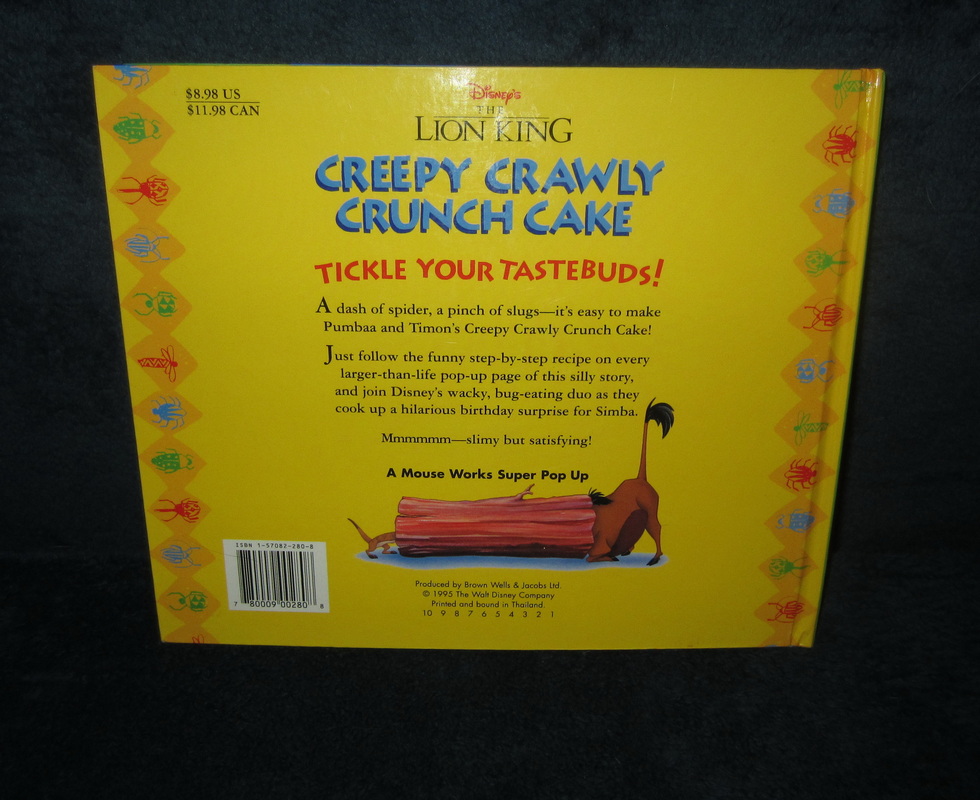 $8.98 US
$11.98 CAN
Disney's
THE
LION KING
CREEPY CRAWLY
CRUNCH CAKE
TICKLE YOUR TASTEBUDS!
A dash of spider, a pinch of slugs—it's easy to make
Pumbaa and Timon's Creepy Crawly Crunch Cake!
Just follow the funny step-by-step recipe on every
larger-than-life pop-up page of this silly story,
and join Disney's wacky, bug-eating duo as they
cook up a hilarious birthday surprise for Simba.
Mmmmmm—slimy but satisfying!
A Mouse Works Super Pop Up
ISBN 1-57082-280-8
7 80009 00280 8
Produced by Brown Wells & Jacobs Ltd.
© 1995 The Walt Disney Company
Printed and bound in Thailand.
10 9 8 7 6 5 4 3 2 1